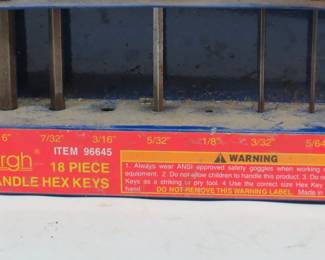 6" 7/32" 3/16" 5/32" 1/8" 3/32" 5/64
rgh ITEM 96645
18 PIECE
ANDLE HEX KEYS
WARNING
1. Always wear ANSI approved safety goggles when working
equipment. 2. Do not allow children to handle this product. 3. Do no
Keys as a striking or pry tool. 4 Use the correct size Hex Key
hand DO NOT REMOVE THIS WARNING LABEL. Made in